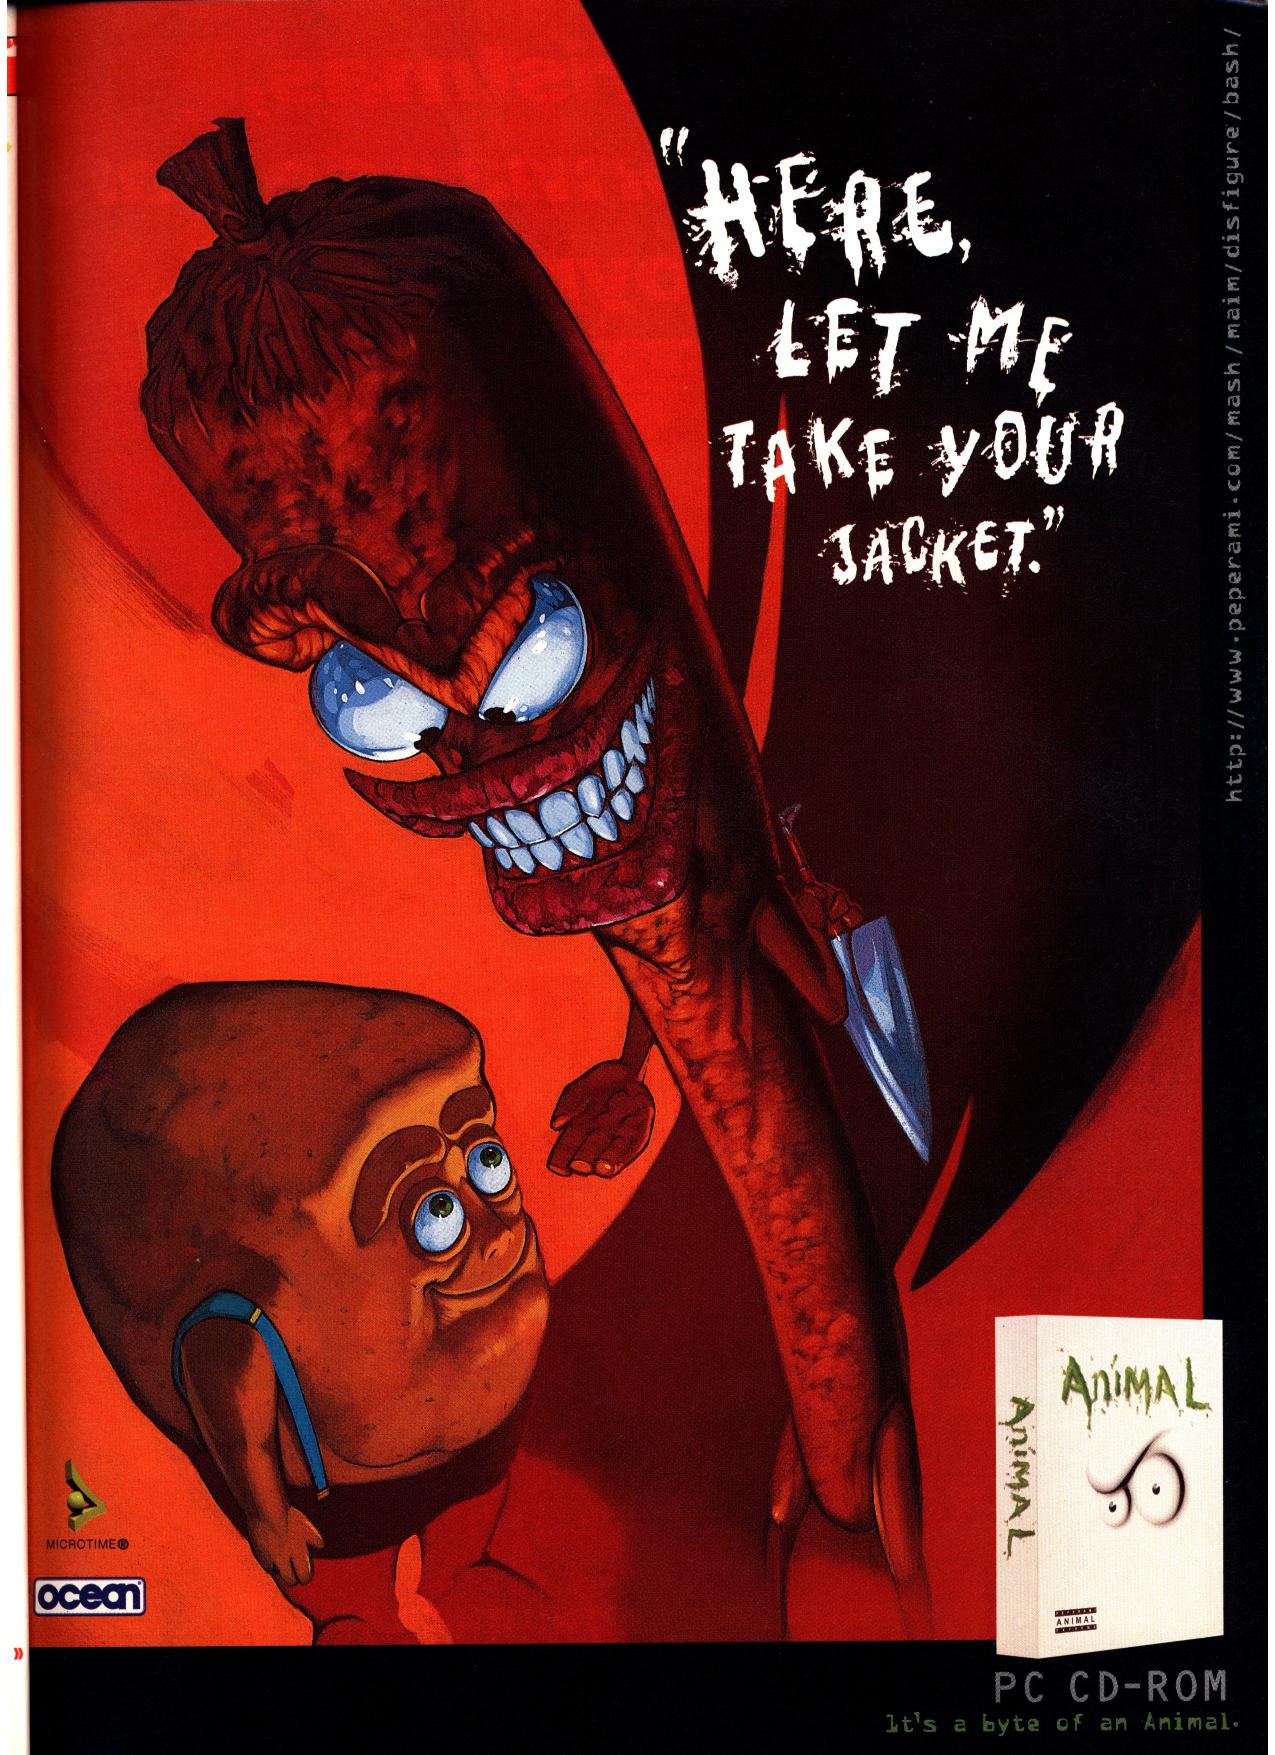 "HERE,
LET ME
TAKE YOUR
JACKET."
http://www.peperami.com/mash/maim/disfigure/bash/
ANIMAL
ANIMAL
ANIMAL
MICROTIME®
ocean
PC CD-ROM
It's a byte of an Animal.
»